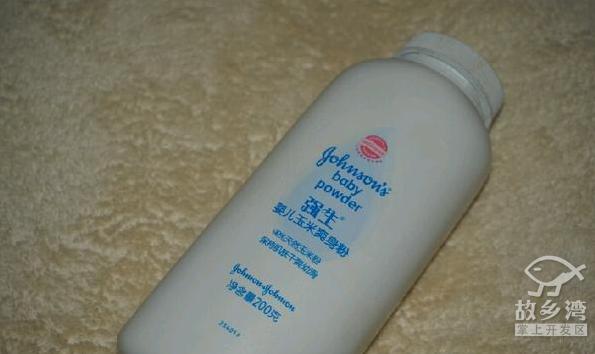 Johnson's
baby
powder
强生®
婴儿玉米爽身粉
Johnson & Johnson
净含量200克
故乡湾
掌上开发区